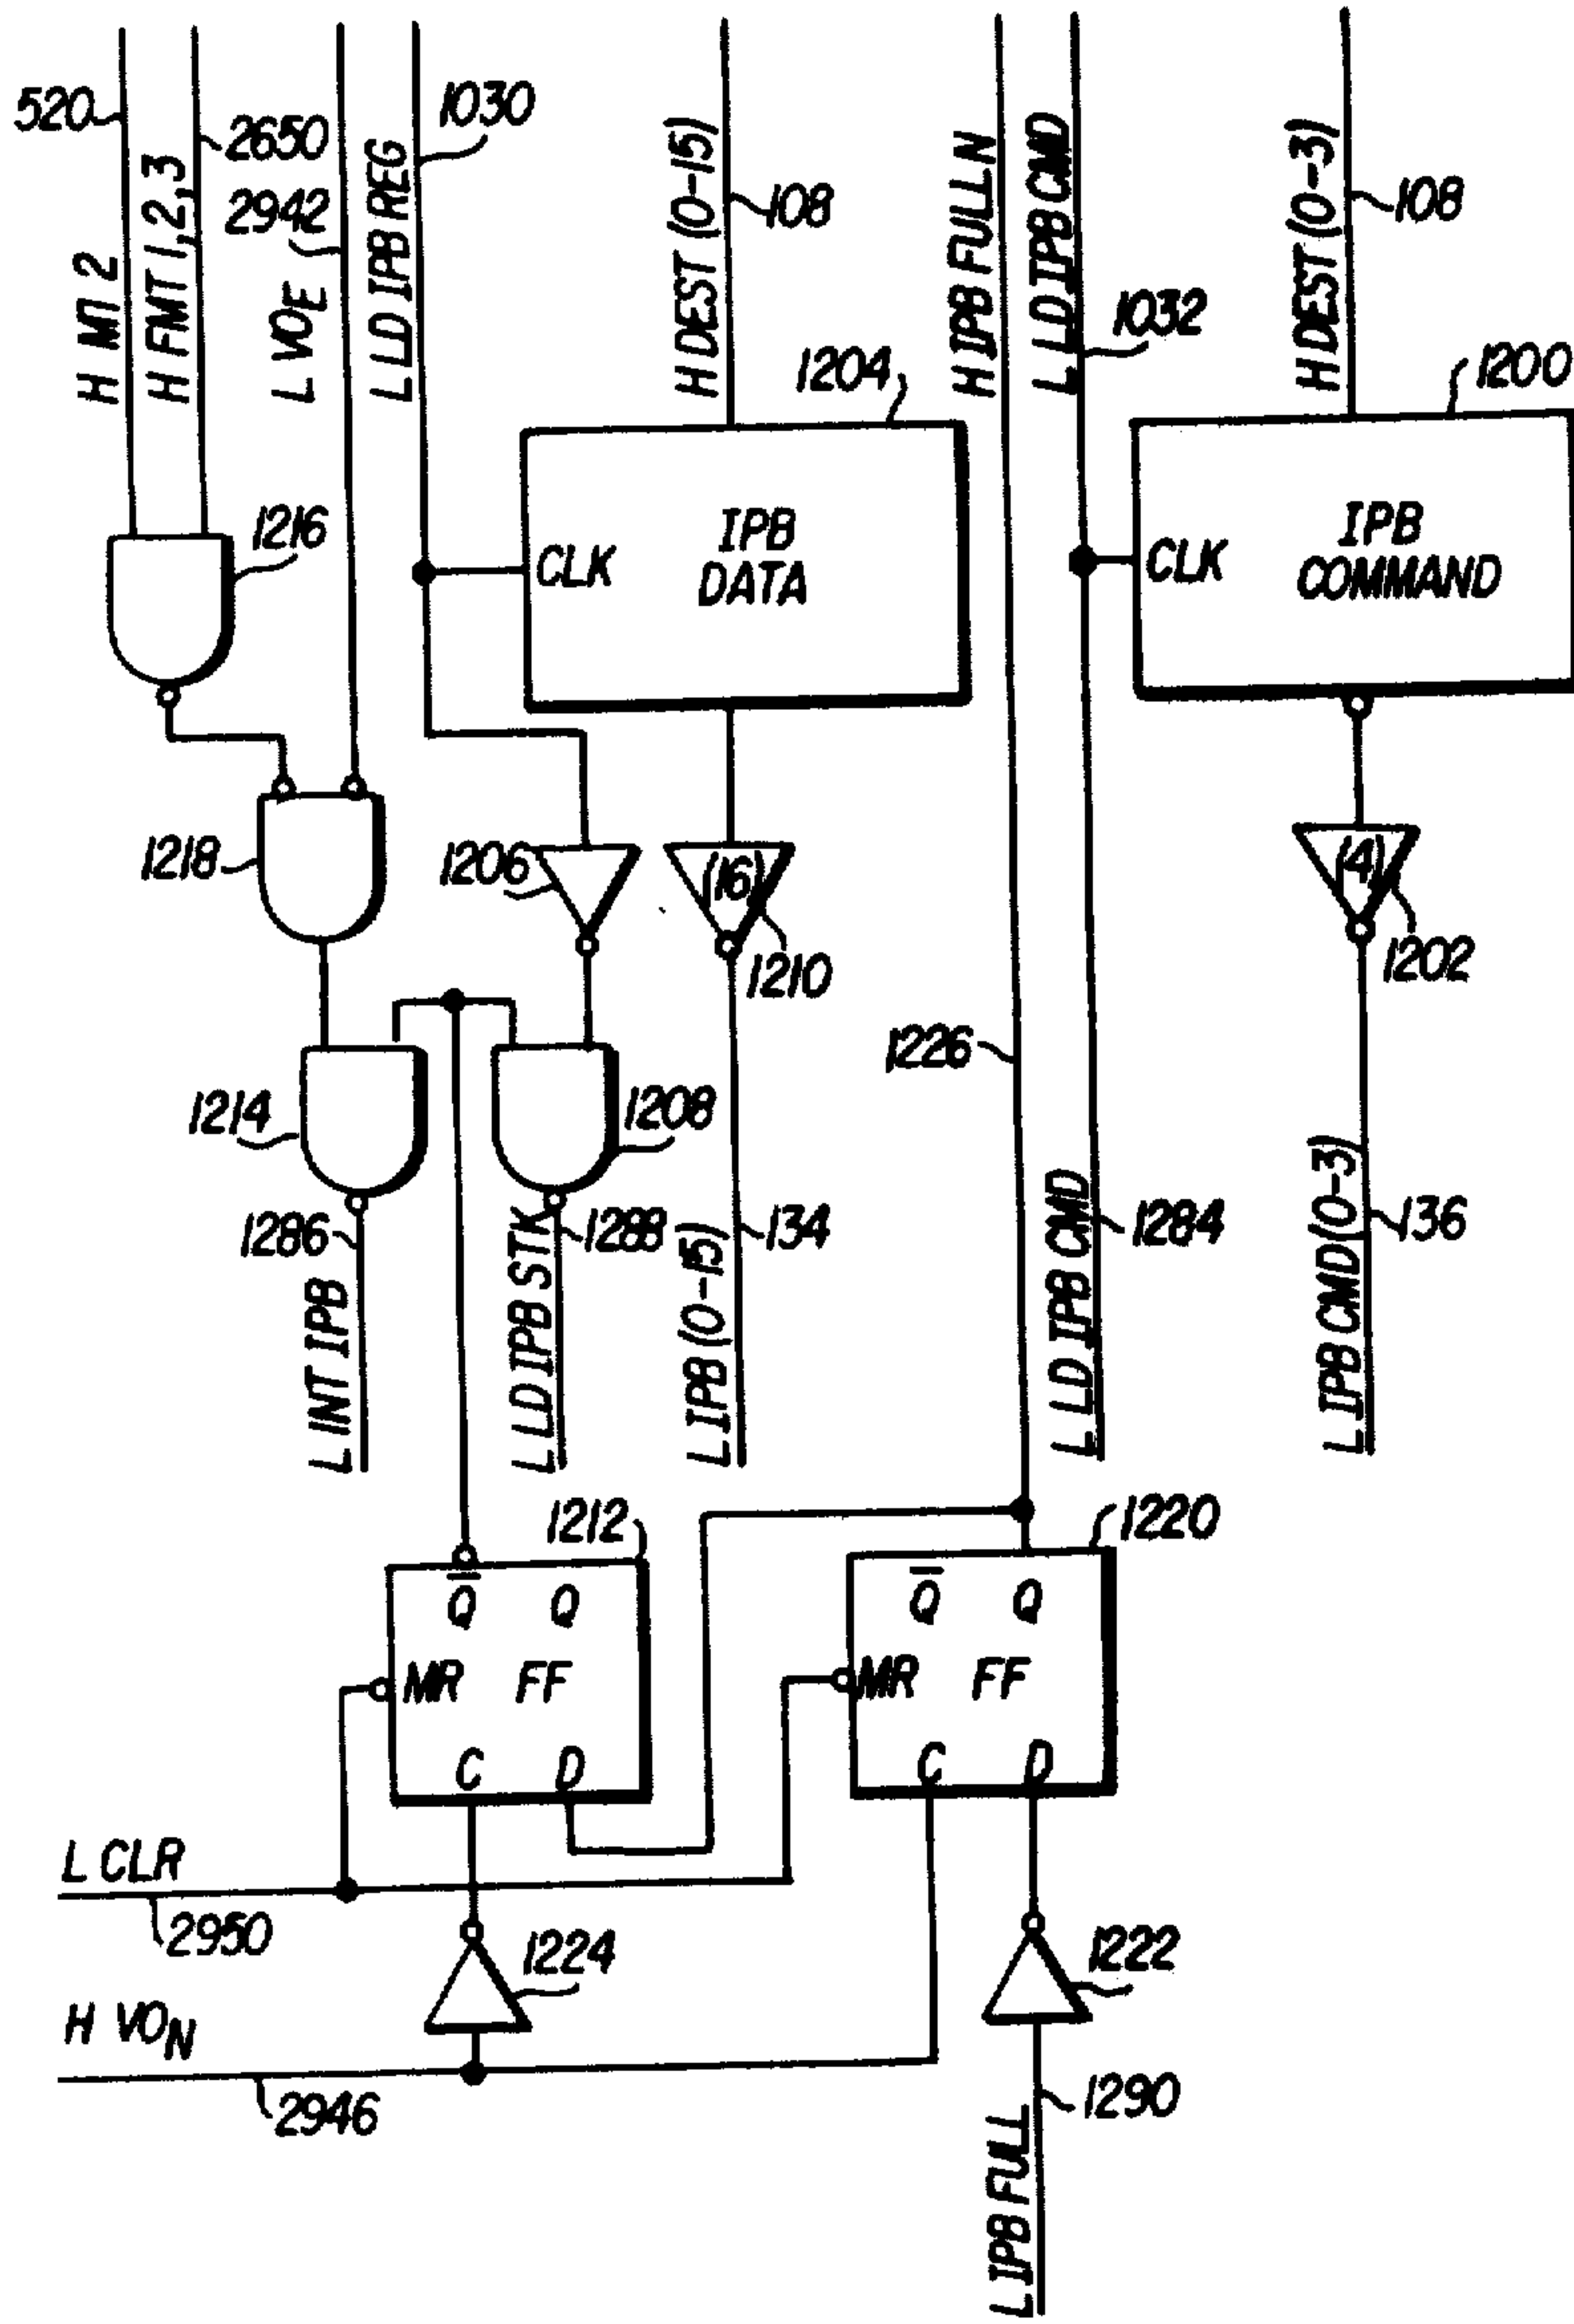 520
H MI 2
2650
H FMT 1,2,3
2942
L VOE
1030
L LD IPB REG
H DEST (0-15)
108
H IPB FULL N
L LD IPB CMD
1032
H DEST (0-3)
108
1204
1200
1216
CLK
IPB
DATA
CLK
IPB
COMMAND
1218
1206
(16)
1210
(4)
1202
1226
1214
1208
1286
L INT IPB
1288
L LD IPB STK
L IPB (0-15)
134
L LD IPB CMD
1284
L IPB CMD (0-3)
136
1212
1220
Q Q
MR FF
C D
Q Q
MR FF
C D
L CLR
2950
1224
1222
H VON
2946
1290
L IPB FULL